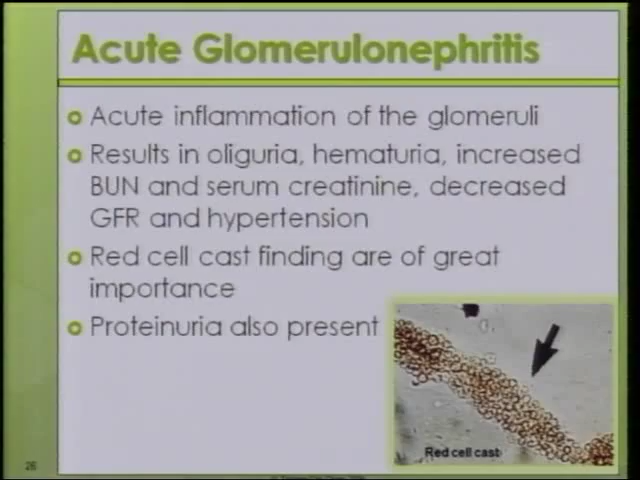 Acute Glomerulonephritis
Acute inflammation of the glomeruli
Results in oliguria, hematuria, increased
BUN and serum creatinine, decreased
GFR and hypertension
Red cell cast finding are of great
importance
Proteinuria also present
Red cell cast
26